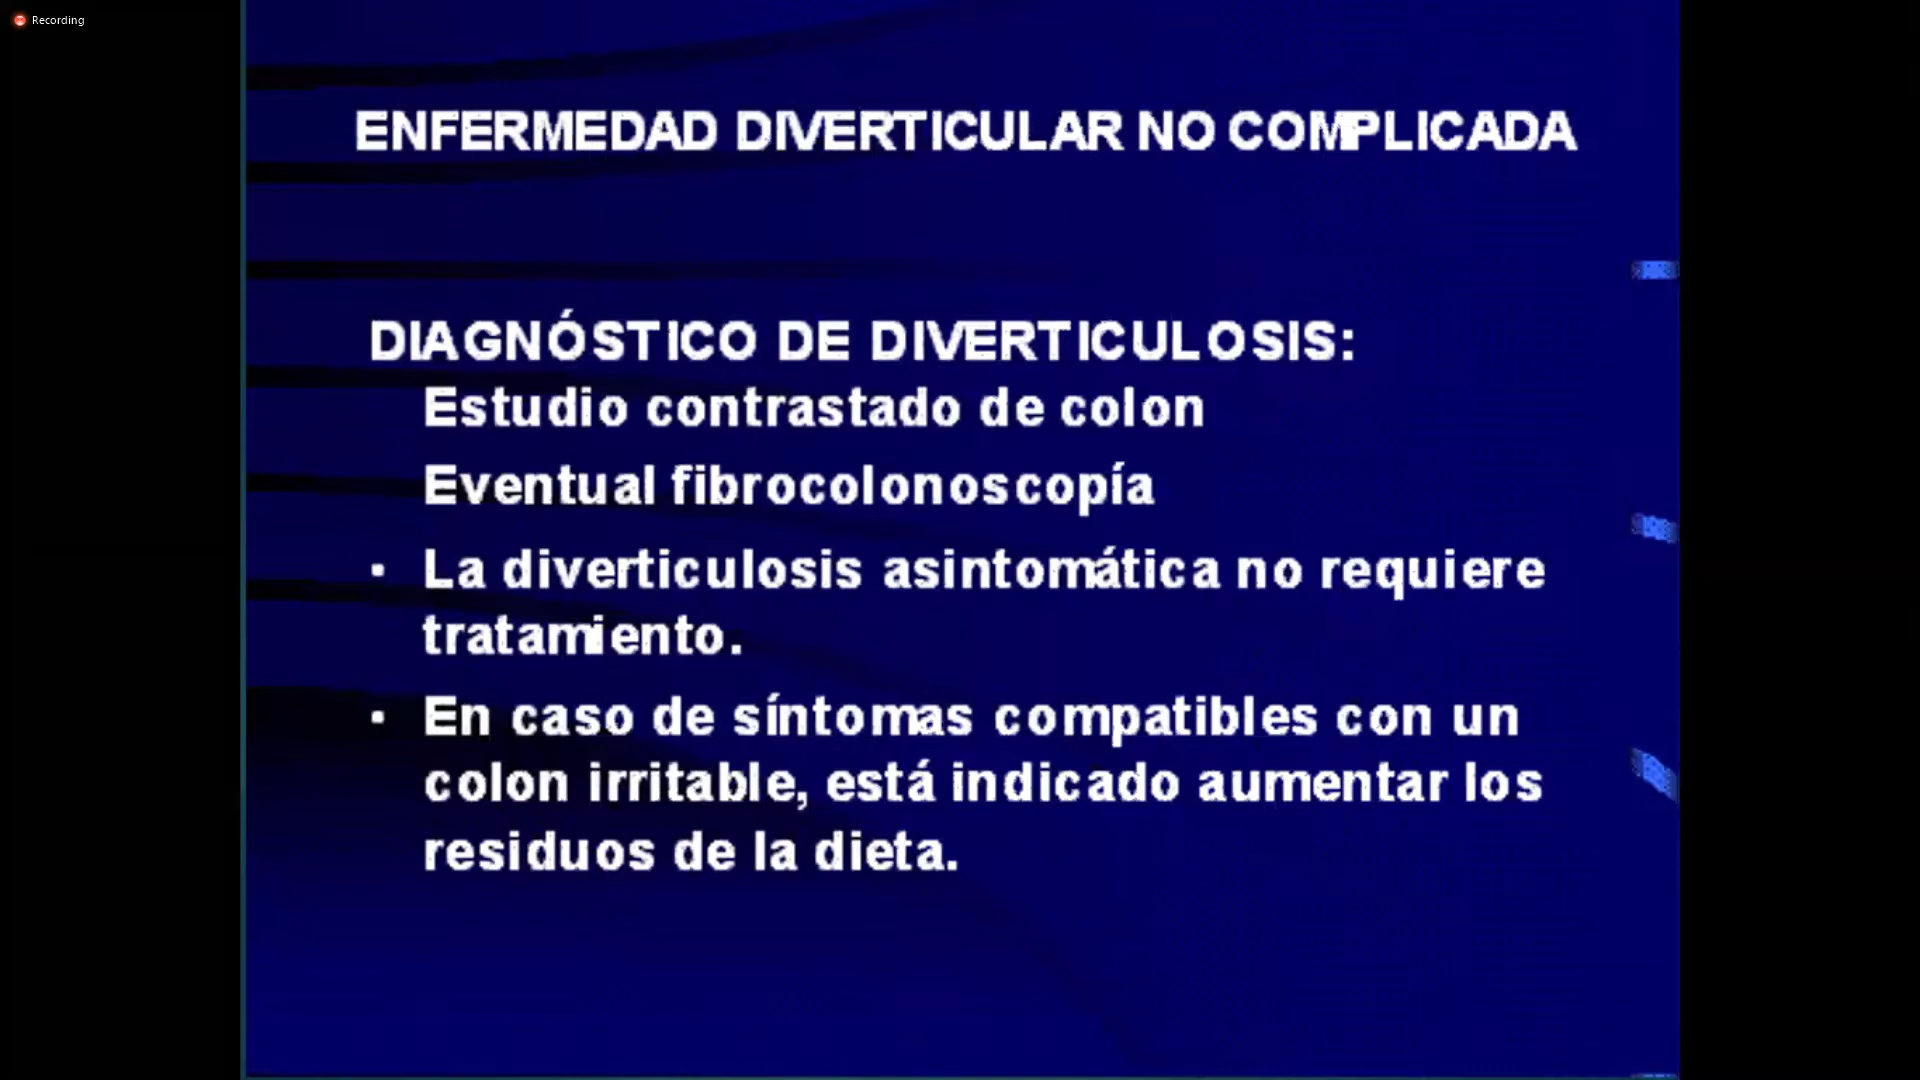 Recording
ENFERMEDAD DIVERTICULAR NO COMPLICADA
DIAGNÓSTICO DE DIVERTICULOSIS:
Estudio contrastado de colon
Eventual fibrocolonoscopía
• La diverticulosis asintomática no requiere
tratamiento.
• En caso de síntomas compatibles con un
colon irritable, está indicado aumentar los
residuos de la dieta.